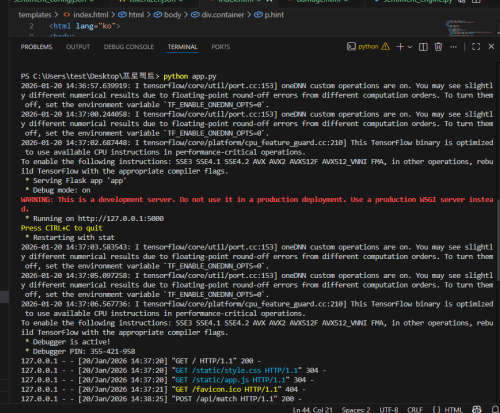 templates > index.html > html > body > div.container > p.hint
2 <html lang="ko">
PROBLEMS OUTPUT DEBUG CONSOLE TERMINAL PORTS
python
PS C:\Users\test\Desktop\프로젝트> python app.py
2026-01-20 14:36:57.639919: I tensorflow/core/util/port.cc:153] oneDNN custom operations are on. You may see slightl
y different numerical results due to floating-point round-off errors from different computation orders. To turn them
off, set the environment variable `TF_ENABLE_ONEDNN_OPTS=0`.
2026-01-20 14:37:00.244058: I tensorflow/core/util/port.cc:153] oneDNN custom operations are on. You may see slightl
y different numerical results due to floating-point round-off errors from different computation orders. To turn them
off, set the environment variable `TF_ENABLE_ONEDNN_OPTS=0`.
2026-01-20 14:37:02.687448: I tensorflow/core/platform/cpu_feature_guard.cc:210] This TensorFlow binary is optimized
to use available CPU instructions in performance-critical operations.
To enable the following instructions: SSE3 SSE4.1 SSE4.2 AVX AVX2 AVX512F AVX512_VNNI FMA, in other operations, rebu
ild TensorFlow with the appropriate compiler flags.
* Serving Flask app 'app'
* Debug mode: on
WARNING: This is a development server. Do not use it in a production deployment. Use a production WSGI server instea
d.
* Running on http://127.0.0.1:5000
Press CTRL+C to quit
* Restarting with stat
2026-01-20 14:37:03.583543: I tensorflow/core/util/port.cc:153] oneDNN custom operations are on. You may see slightl
y different numerical results due to floating-point round-off errors from different computation orders. To turn them
off, set the environment variable `TF_ENABLE_ONEDNN_OPTS=0`.
2026-01-20 14:37:05.097258: I tensorflow/core/util/port.cc:153] oneDNN custom operations are on. You may see slightl
y different numerical results due to floating-point round-off errors from different computation orders. To turn them
off, set the environment variable `TF_ENABLE_ONEDNN_OPTS=0`.
2026-01-20 14:37:06.567736: I tensorflow/core/platform/cpu_feature_guard.cc:210] This TensorFlow binary is optimized
to use available CPU instructions in performance-critical operations.
To enable the following instructions: SSE3 SSE4.1 SSE4.2 AVX AVX2 AVX512F AVX512_VNNI FMA, in other operations, rebu
ild TensorFlow with the appropriate compiler flags.
* Debugger is active!
* Debugger PIN: 355-421-958
127.0.0.1 - - [20/Jan/2026 14:37:20] "GET / HTTP/1.1" 200 -
127.0.0.1 - - [20/Jan/2026 14:37:20] "GET /static/style.css HTTP/1.1" 304 -
127.0.0.1 - - [20/Jan/2026 14:37:20] "GET /static/app.js HTTP/1.1" 304 -
127.0.0.1 - - [20/Jan/2026 14:37:21] "GET /favicon.ico HTTP/1.1" 404 -
127.0.0.1 - - [20/Jan/2026 14:38:25] "POST /api/match HTTP/1.1" 200 -
Ln 44, Col 21 Spaces: 2 UTF-8 CRLF {} HTML